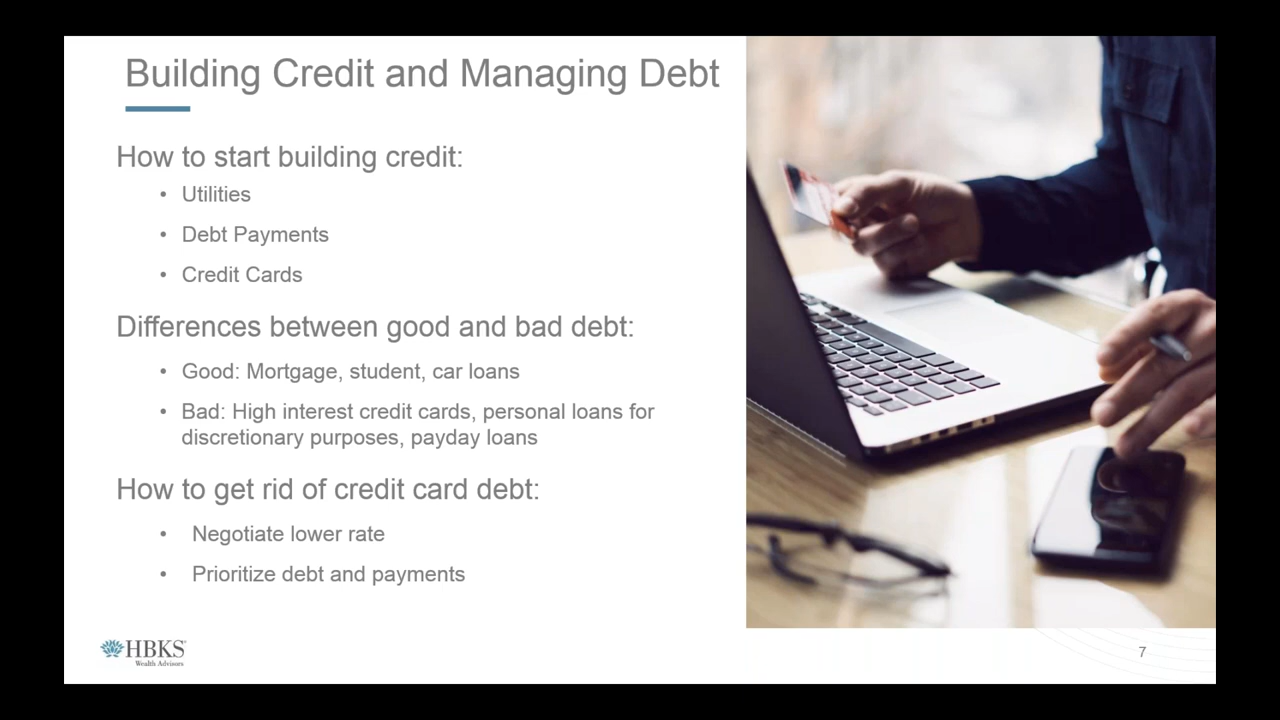 Building Credit and Managing Debt
How to start building credit:
• Utilities
• Debt Payments
• Credit Cards
Differences between good and bad debt:
• Good: Mortgage, student, car loans
• Bad: High interest credit cards, personal loans for
discretionary purposes, payday loans
How to get rid of credit card debt:
• Negotiate lower rate
• Prioritize debt and payments
HBKS
Wealth Advisors
7